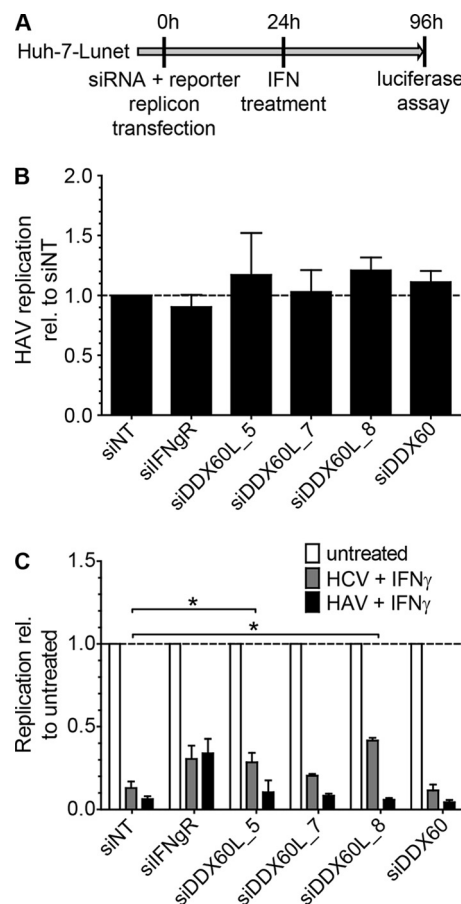 A
0h 24h 96h
Huh-7-Lunet
siRNA + reporter IFN luciferase
replicon treatment assay
transfection
B
HAV replication
rel. to siNT
2.0
1.5
1.0
0.5
0.0
siNT
siIFNgR
siDDX60L_5
siDDX60L_7
siDDX60L_8
siDDX60
C
Replication rel.
to untreated
1.5
1.0
0.5
0.0
untreated
HCV + IFNγ
HAV + IFNγ
*
*
siNT
siIFNgR
siDDX60L_5
siDDX60L_7
siDDX60L_8
siDDX60